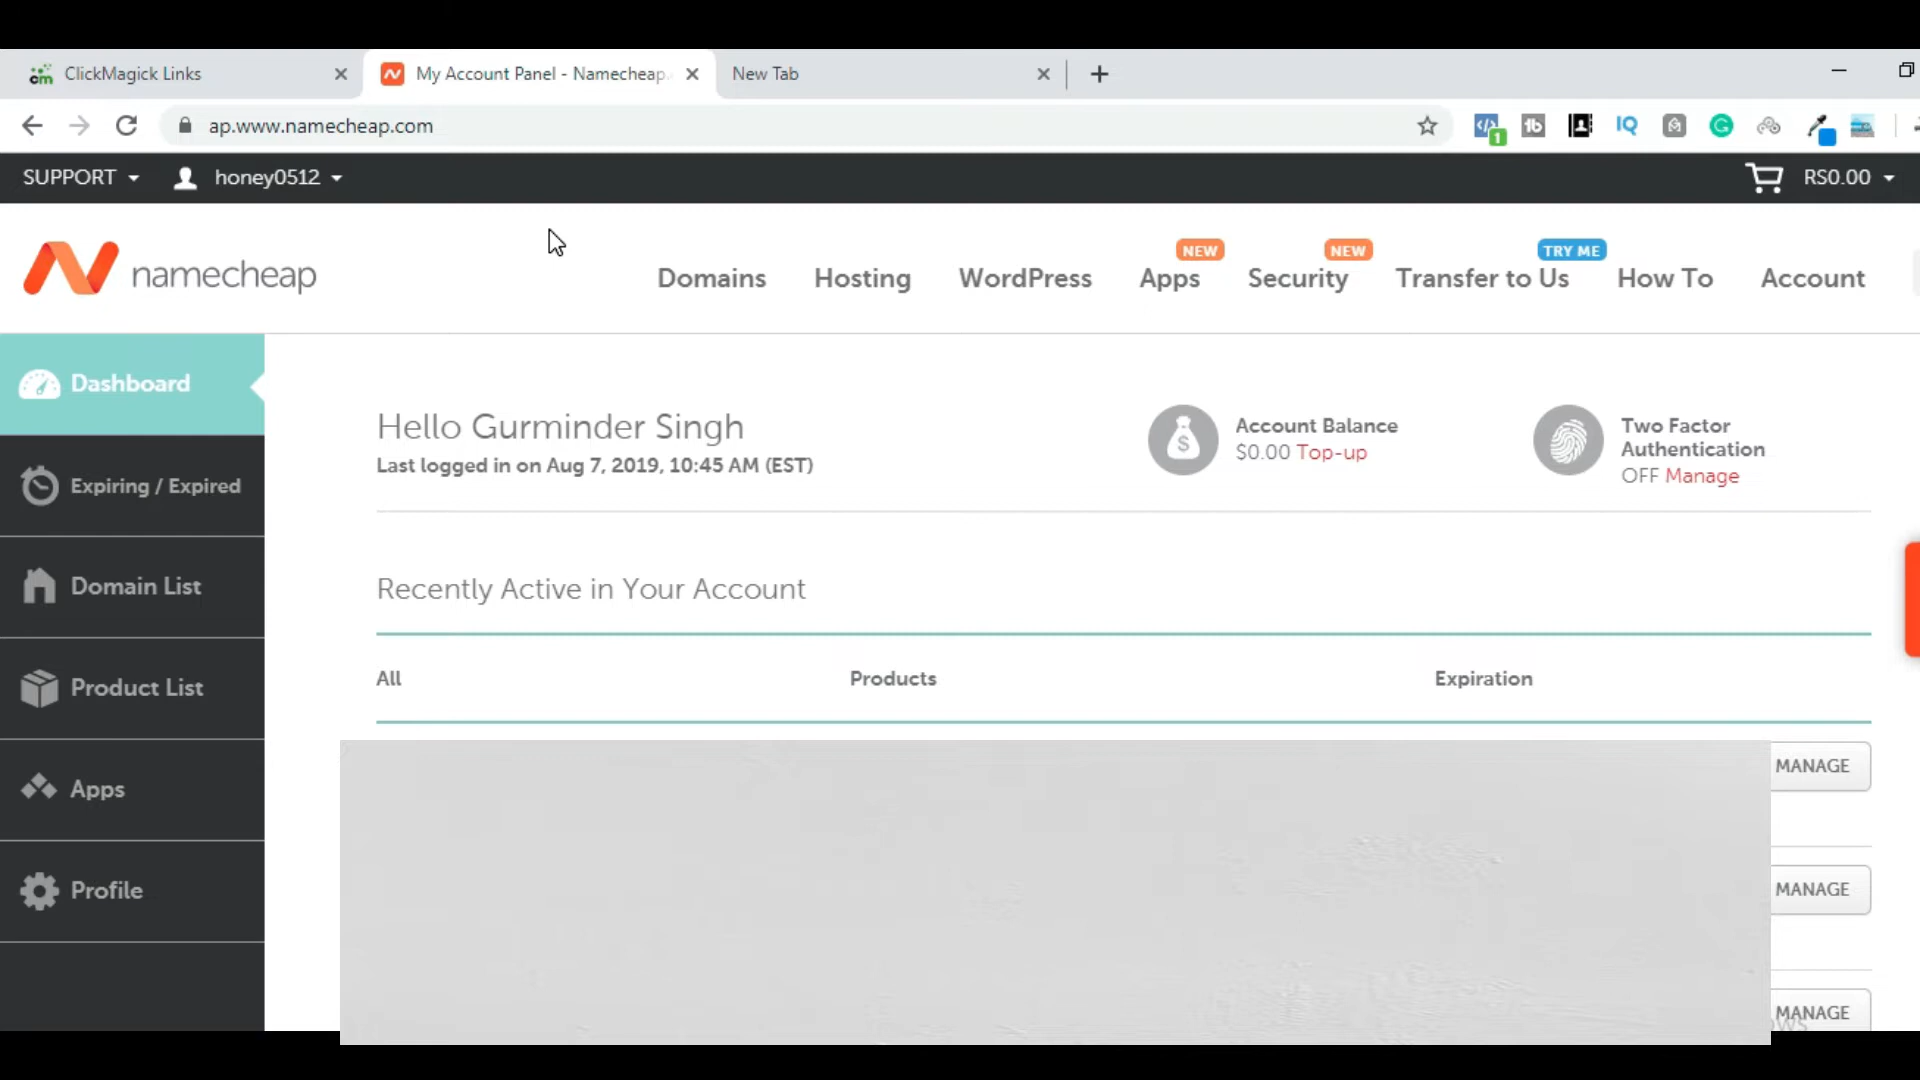 ClickMagick Links
My Account Panel - Namecheap.
New Tab
ap.www.namecheap.com
1
SUPPORT
honey0512
RS0.00
namecheap
NEW
NEW
TRY ME
Domains
Hosting
WordPress
Apps
Security
Transfer to Us
How To
Account
Dashboard
Expiring / Expired
Domain List
Product List
Apps
Profile
Hello Gurminder Singh
Last logged in on Aug 7, 2019, 10:45 AM (EST)
Account Balance
$0.00 Top-up
Two Factor
Authentication
OFF Manage
Recently Active in Your Account
All
Products
Expiration
MANAGE
MANAGE
MANAGE